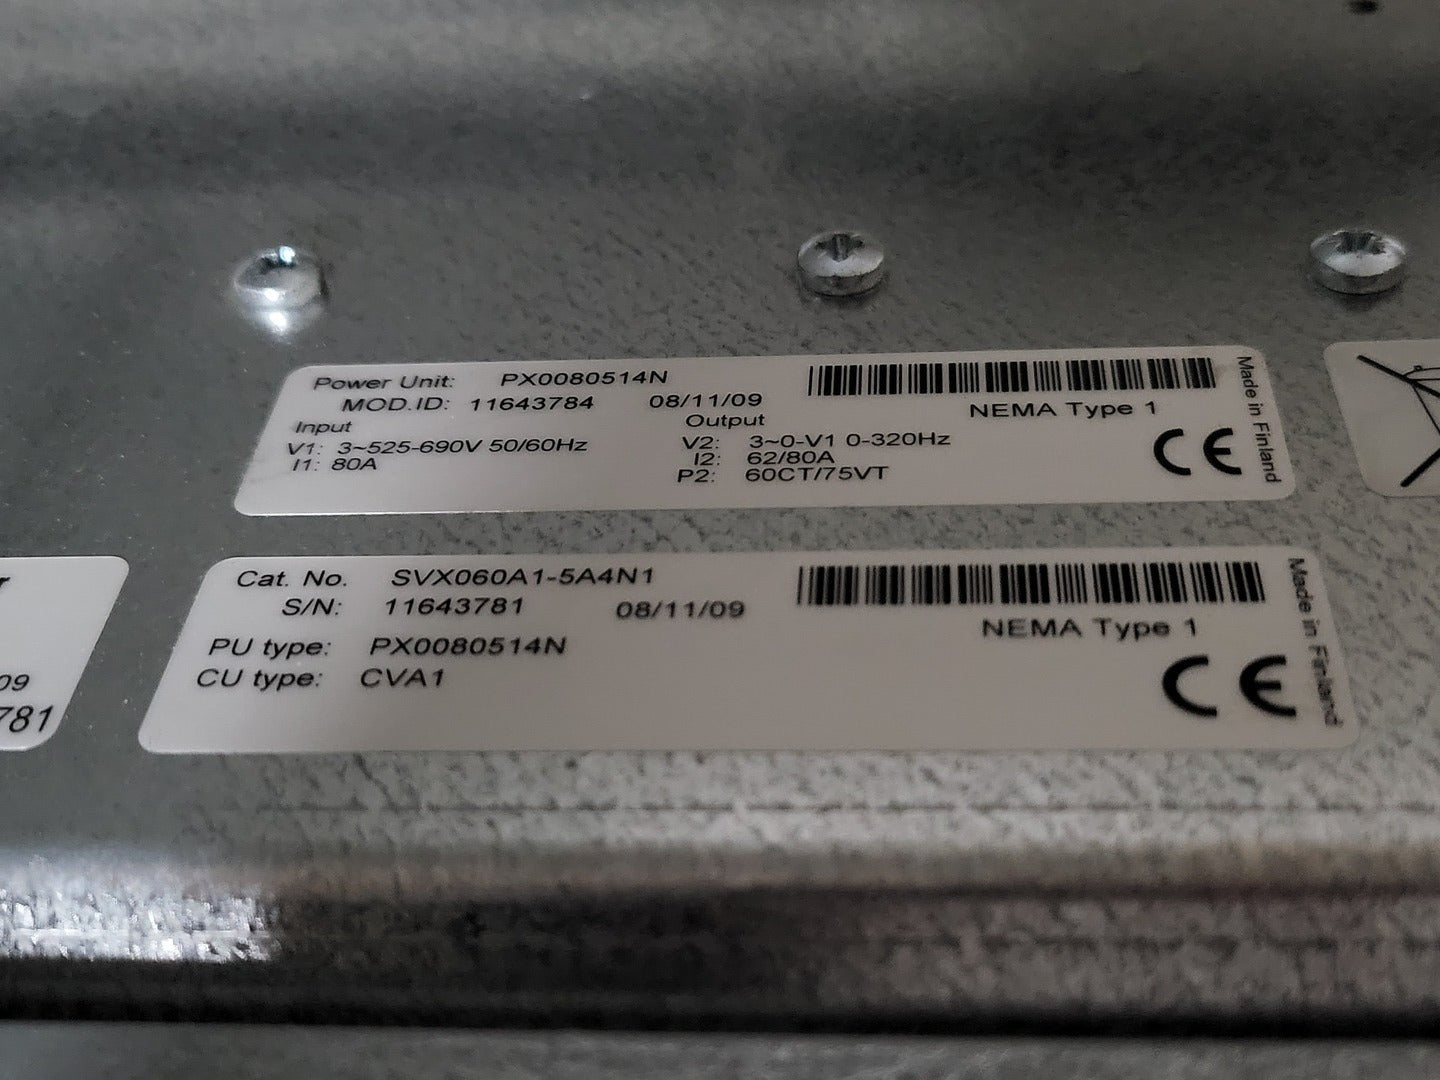 Power Unit: PX0080514N
MOD.ID: 11643784 08/11/09
NEMA Type 1
Input Output
V1: 3~525-690V 50/60Hz V2: 3~0-V1 0-320Hz
I1: 80A I2: 62/80A
P2: 60CT/75VT
CE
Made in Finland
Cat. No. SVX060A1-5A4N1
S/N: 11643781 08/11/09
NEMA Type 1
PU type: PX0080514N
CU type: CVA1
CE
Made in Finland
09
781